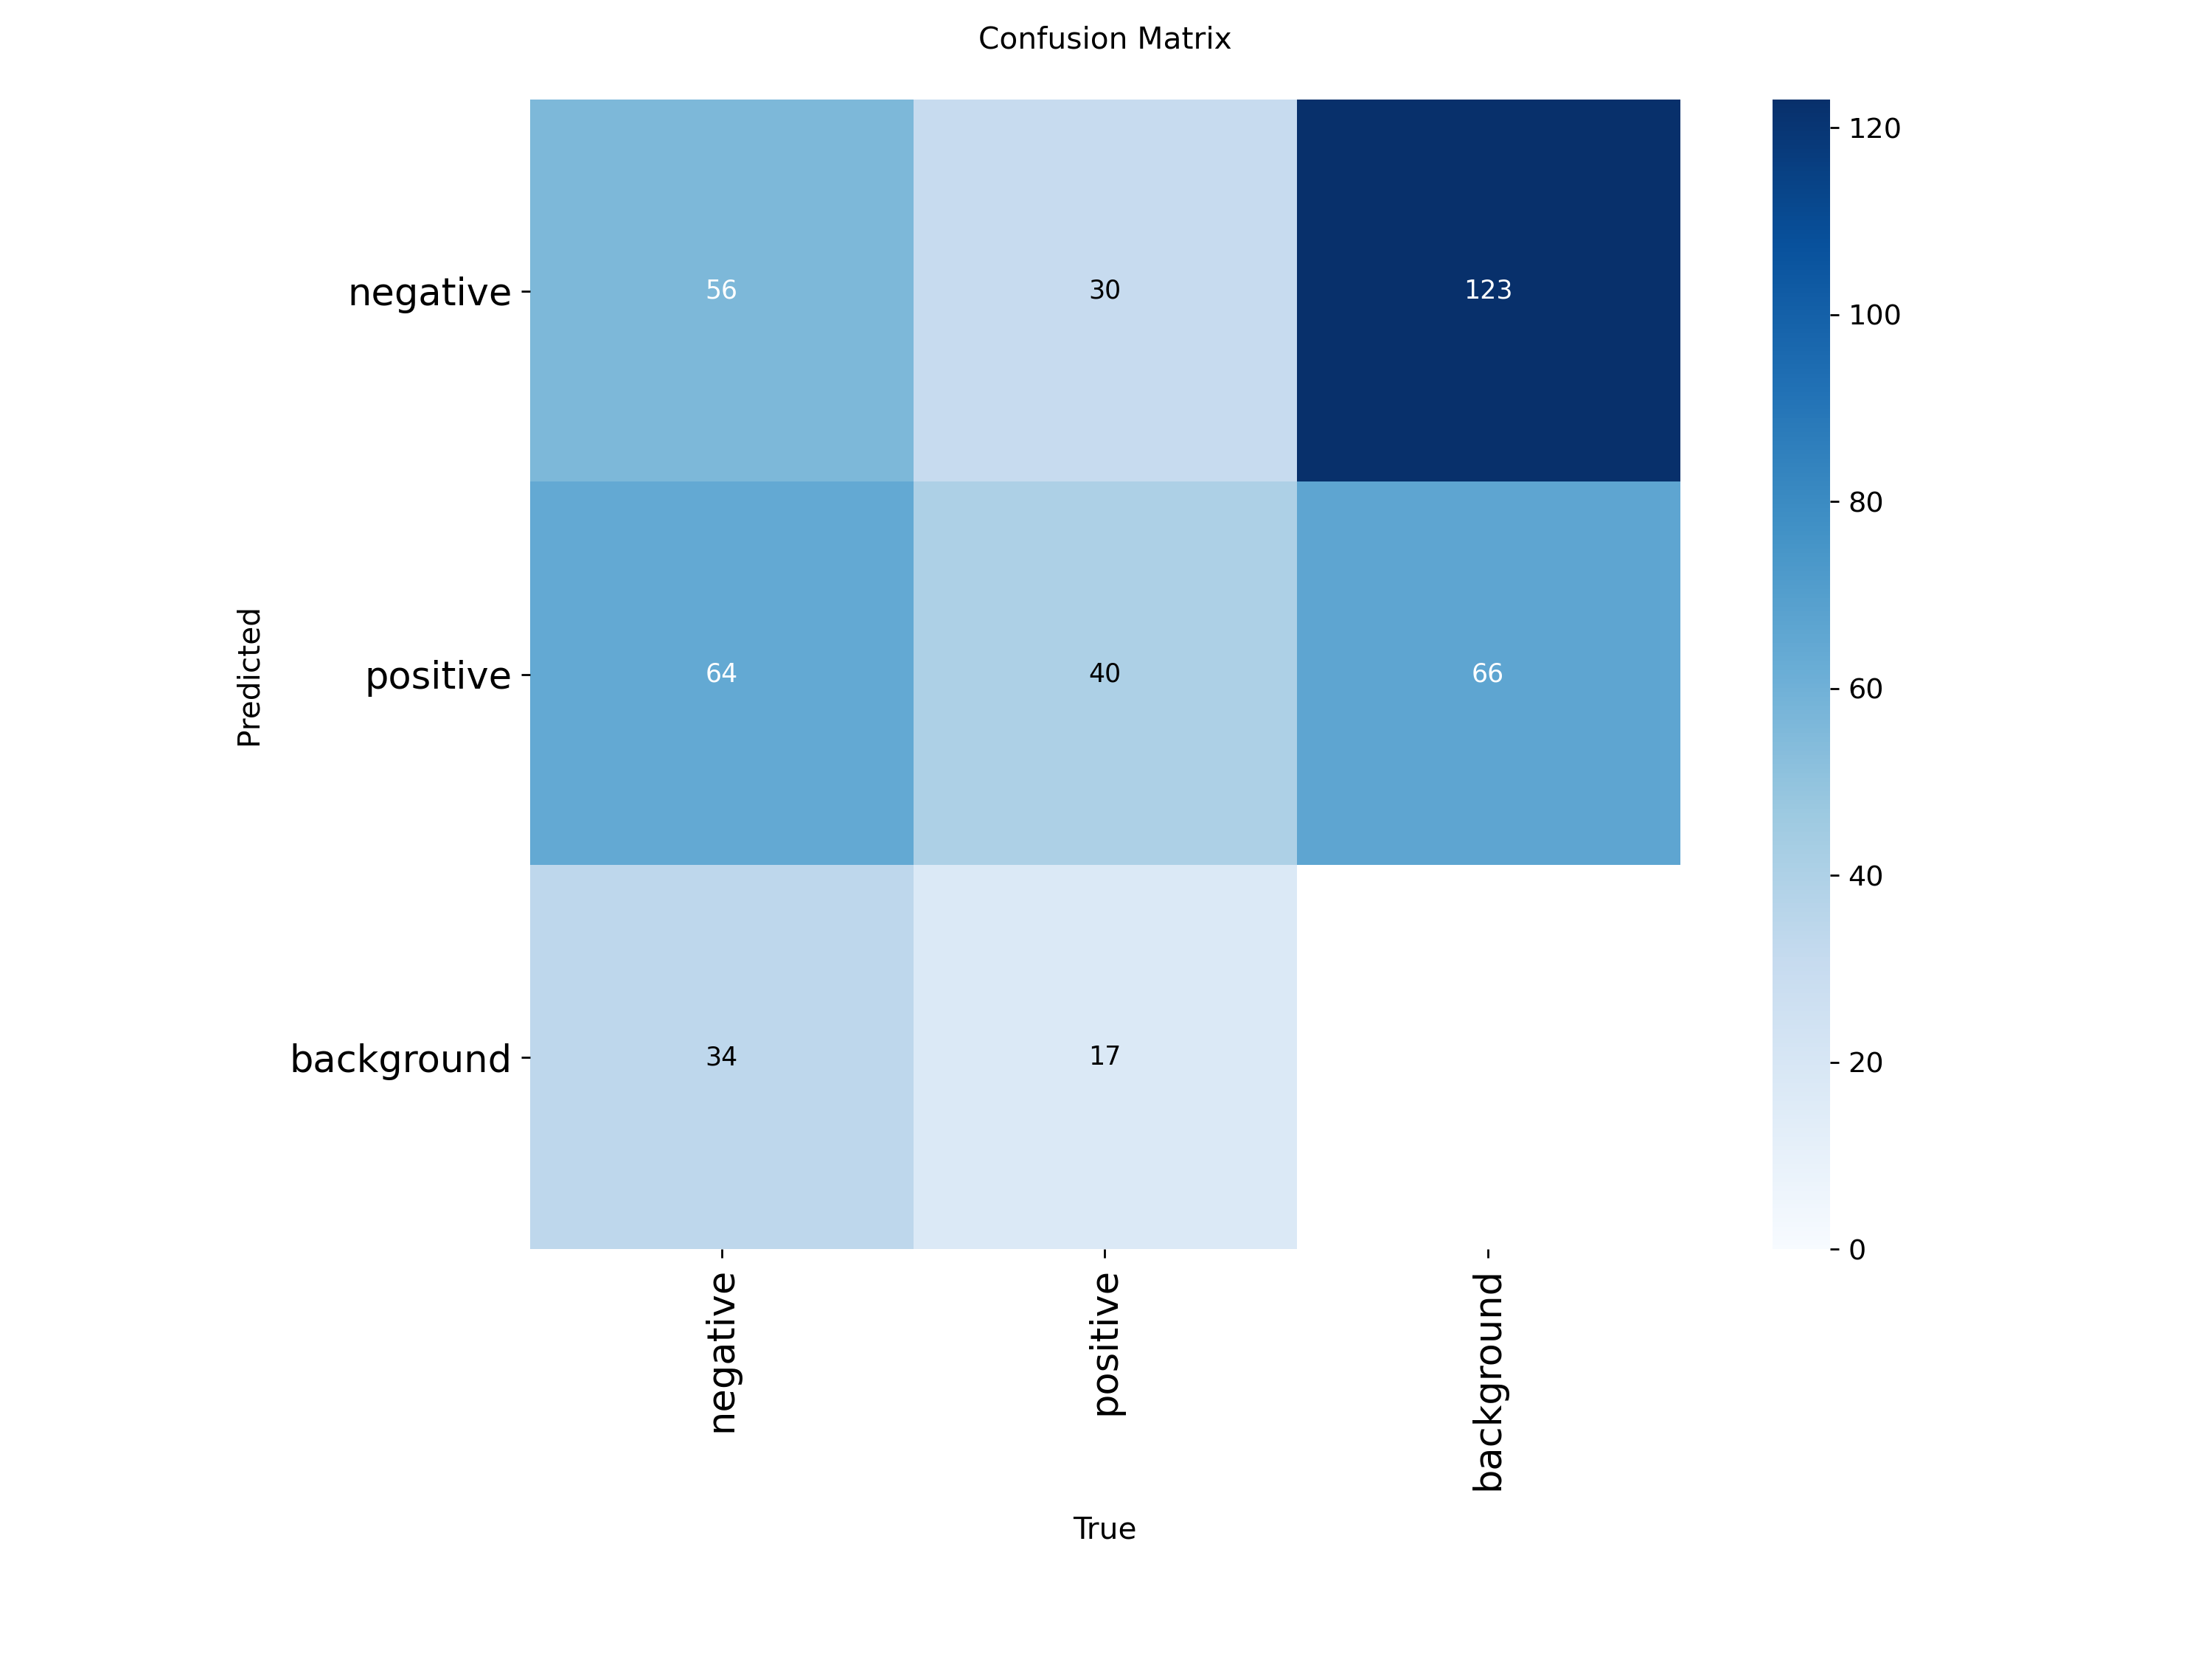 Confusion Matrix
negative
56
30
123
positive
64
40
66
background
34
17
Predicted
negative
positive
background
True
120
100
80
60
40
20
0